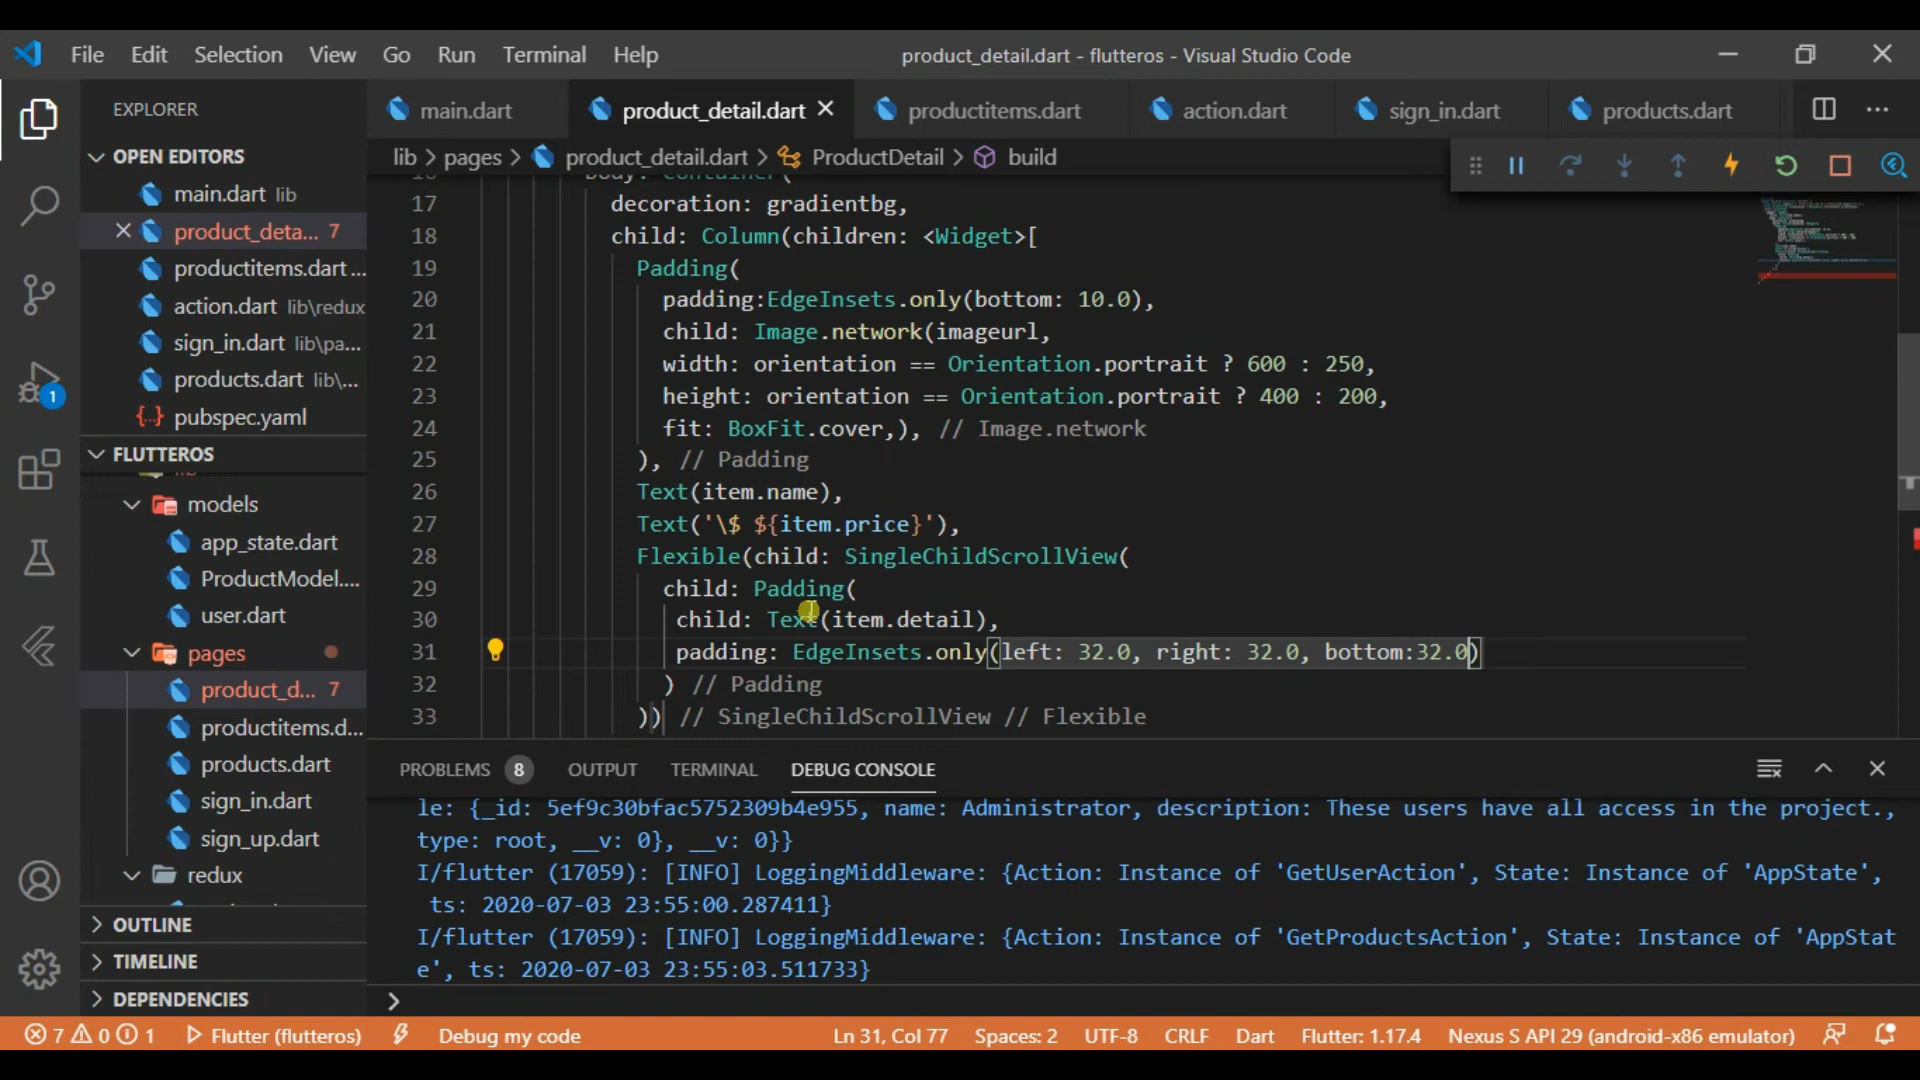 File Edit Selection View Go Run Terminal Help
product_detail.dart - flutteros - Visual Studio Code
EXPLORER
main.dart
product_detail.dart
productitems.dart
action.dart
sign_in.dart
products.dart
OPEN EDITORS
main.dart lib
product_deta... 7
productitems.dart ...
action.dart lib\redux
sign_in.dart lib\pa...
products.dart lib\...
pubspec.yaml
FLUTTEROS
models
app_state.dart
ProductModel....
user.dart
pages
product_d... 7
productitems.d...
products.dart
sign_in.dart
sign_up.dart
redux
OUTLINE
TIMELINE
DEPENDENCIES
1
lib > pages > product_detail.dart > ProductDetail > build
16 body: Container(
17 decoration: gradientbg,
18 child: Column(children: <Widget>[
19 Padding(
20 padding:EdgeInsets.only(bottom: 10.0),
21 child: Image.network(imageurl,
22 width: orientation == Orientation.portrait ? 600 : 250,
23 height: orientation == Orientation.portrait ? 400 : 200,
24 fit: BoxFit.cover,), // Image.network
25 ), // Padding
26 Text(item.name),
27 Text('\$ ${item.price}'),
28 Flexible(child: SingleChildScrollView(
29 child: Padding(
30 child: Text(item.detail),
31 padding: EdgeInsets.only(left: 32.0, right: 32.0, bottom:32.0)
32 ) // Padding
33 )) // SingleChildScrollView // Flexible
PROBLEMS 8 OUTPUT TERMINAL DEBUG CONSOLE
le: {_id: 5ef9c30bfac5752309b4e955, name: Administrator, description: These users have all access in the project.,
type: root, __v: 0}, __v: 0}}
I/flutter (17059): [INFO] LoggingMiddleware: {Action: Instance of 'GetUserAction', State: Instance of 'AppState',
ts: 2020-07-03 23:55:00.287411}
I/flutter (17059): [INFO] LoggingMiddleware: {Action: Instance of 'GetProductsAction', State: Instance of 'AppStat
e', ts: 2020-07-03 23:55:03.511733}
7 0 1 Flutter (flutteros) Debug my code Ln 31, Col 77 Spaces: 2 UTF-8 CRLF Dart Flutter: 1.17.4 Nexus S API 29 (android-x86 emulator)